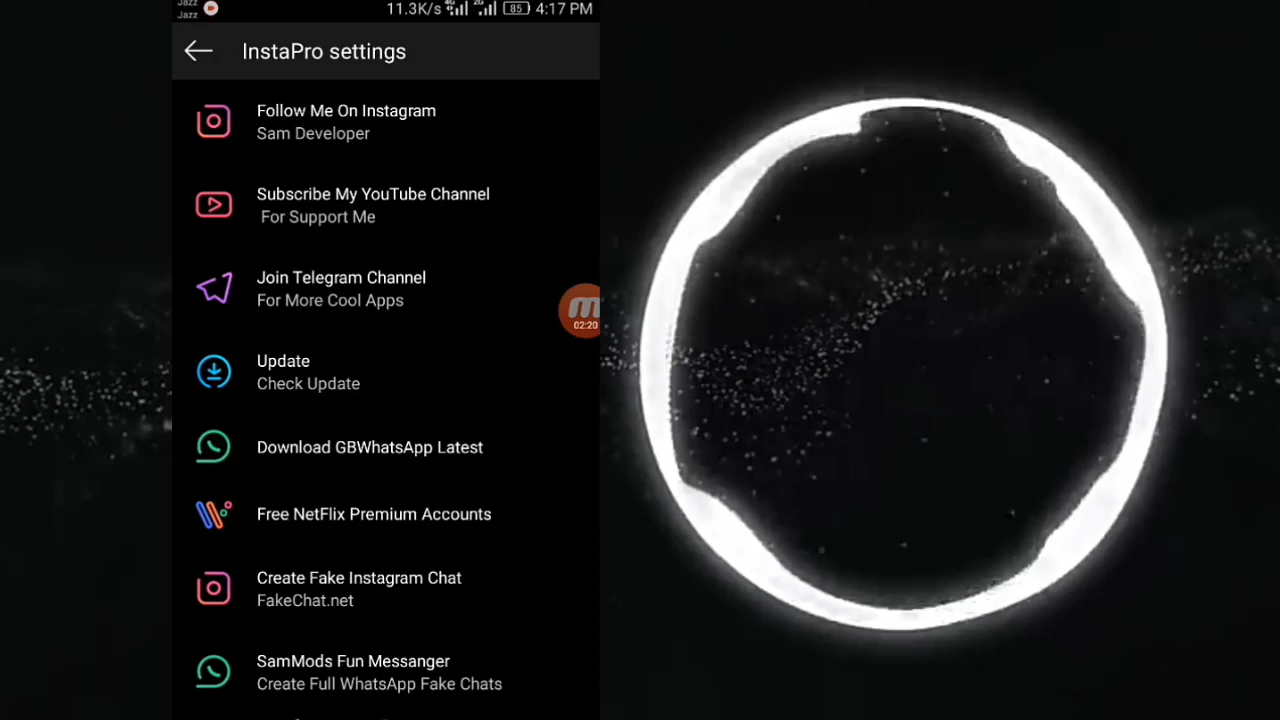 Jazz
Jazz
11.3K/s 4G 2G 85 4:17 PM
InstaPro settings
Follow Me On Instagram
Sam Developer
Subscribe My YouTube Channel
For Support Me
Join Telegram Channel
For More Cool Apps
02:20
Update
Check Update
Download GBWhatsApp Latest
Free NetFlix Premium Accounts
Create Fake Instagram Chat
FakeChat.net
SamMods Fun Messanger
Create Full WhatsApp Fake Chats